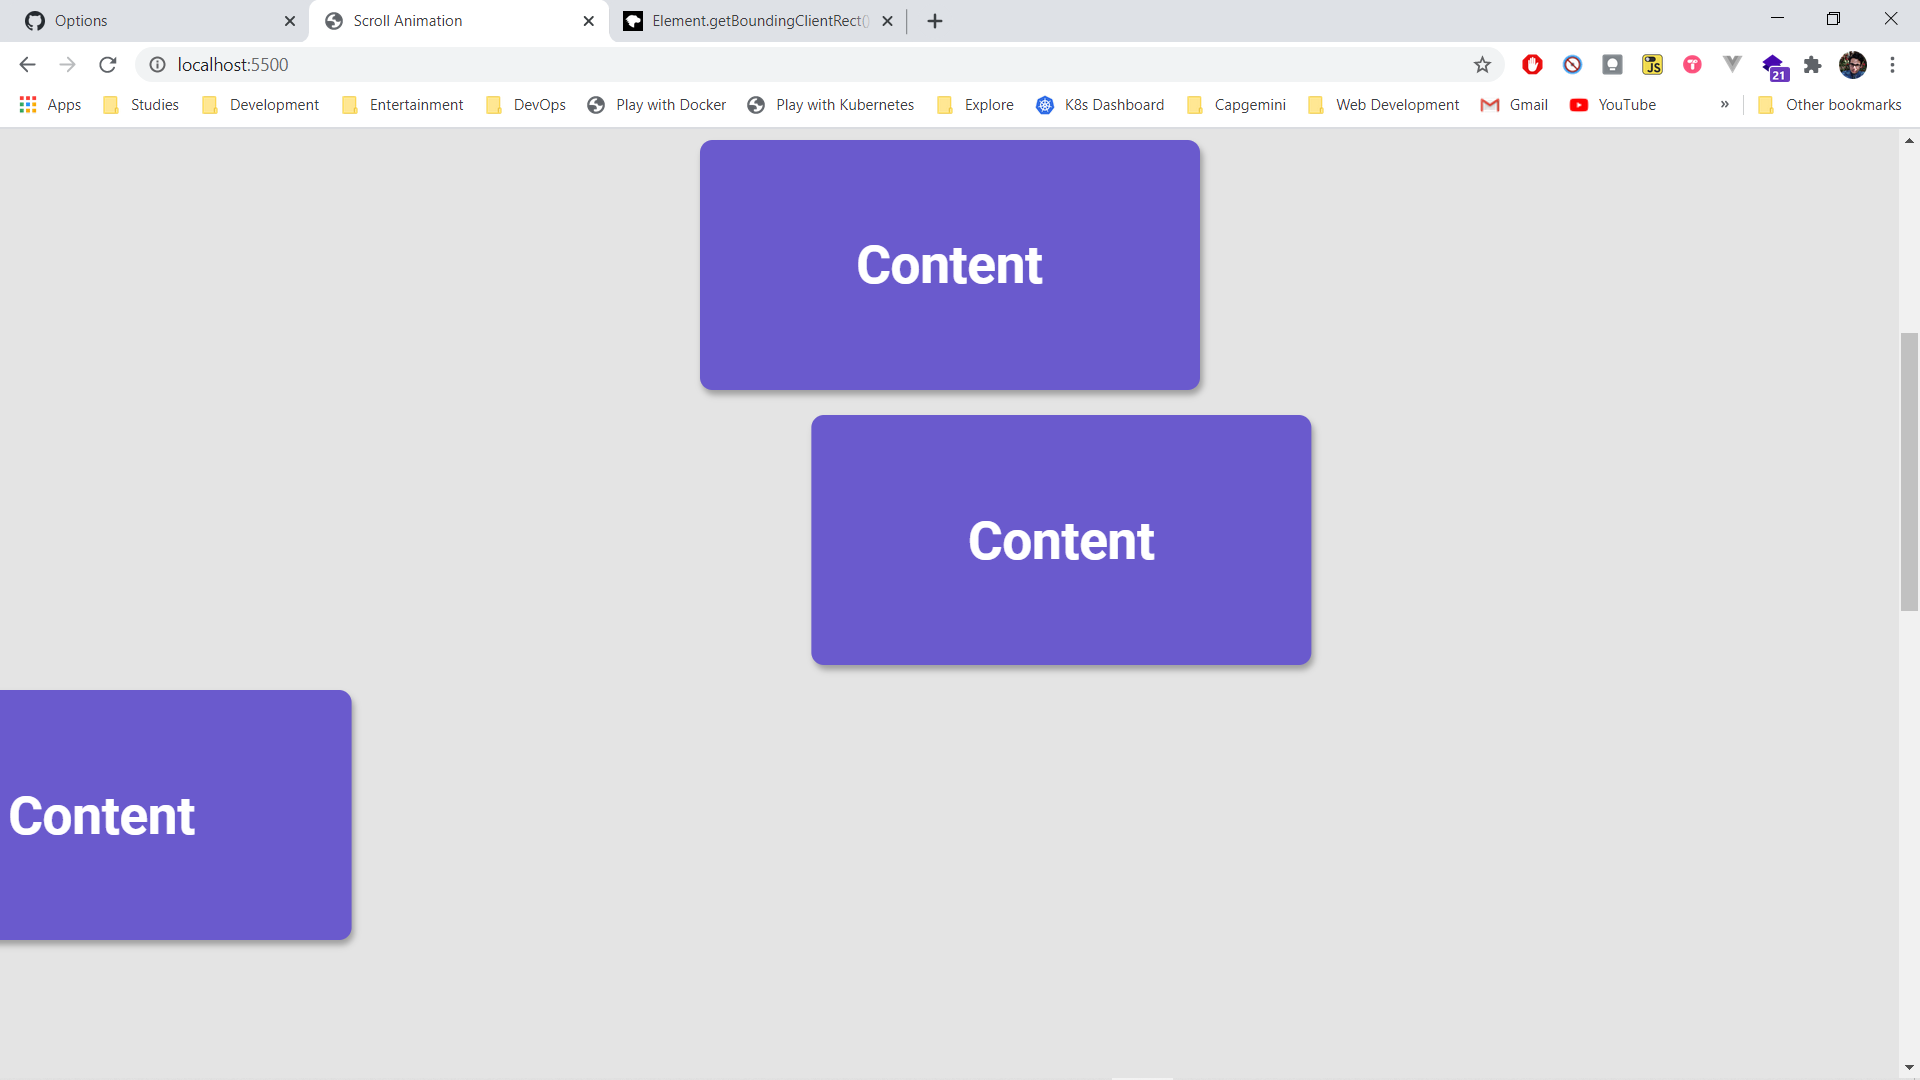 Options
Scroll Animation
Element.getBoundingClientRect()
localhost:5500
JS
21
Apps
Studies
Development
Entertainment
DevOps
Play with Docker
Play with Kubernetes
Explore
K8s Dashboard
Capgemini
Web Development
Gmail
YouTube
»
Other bookmarks
Content
Content
Content